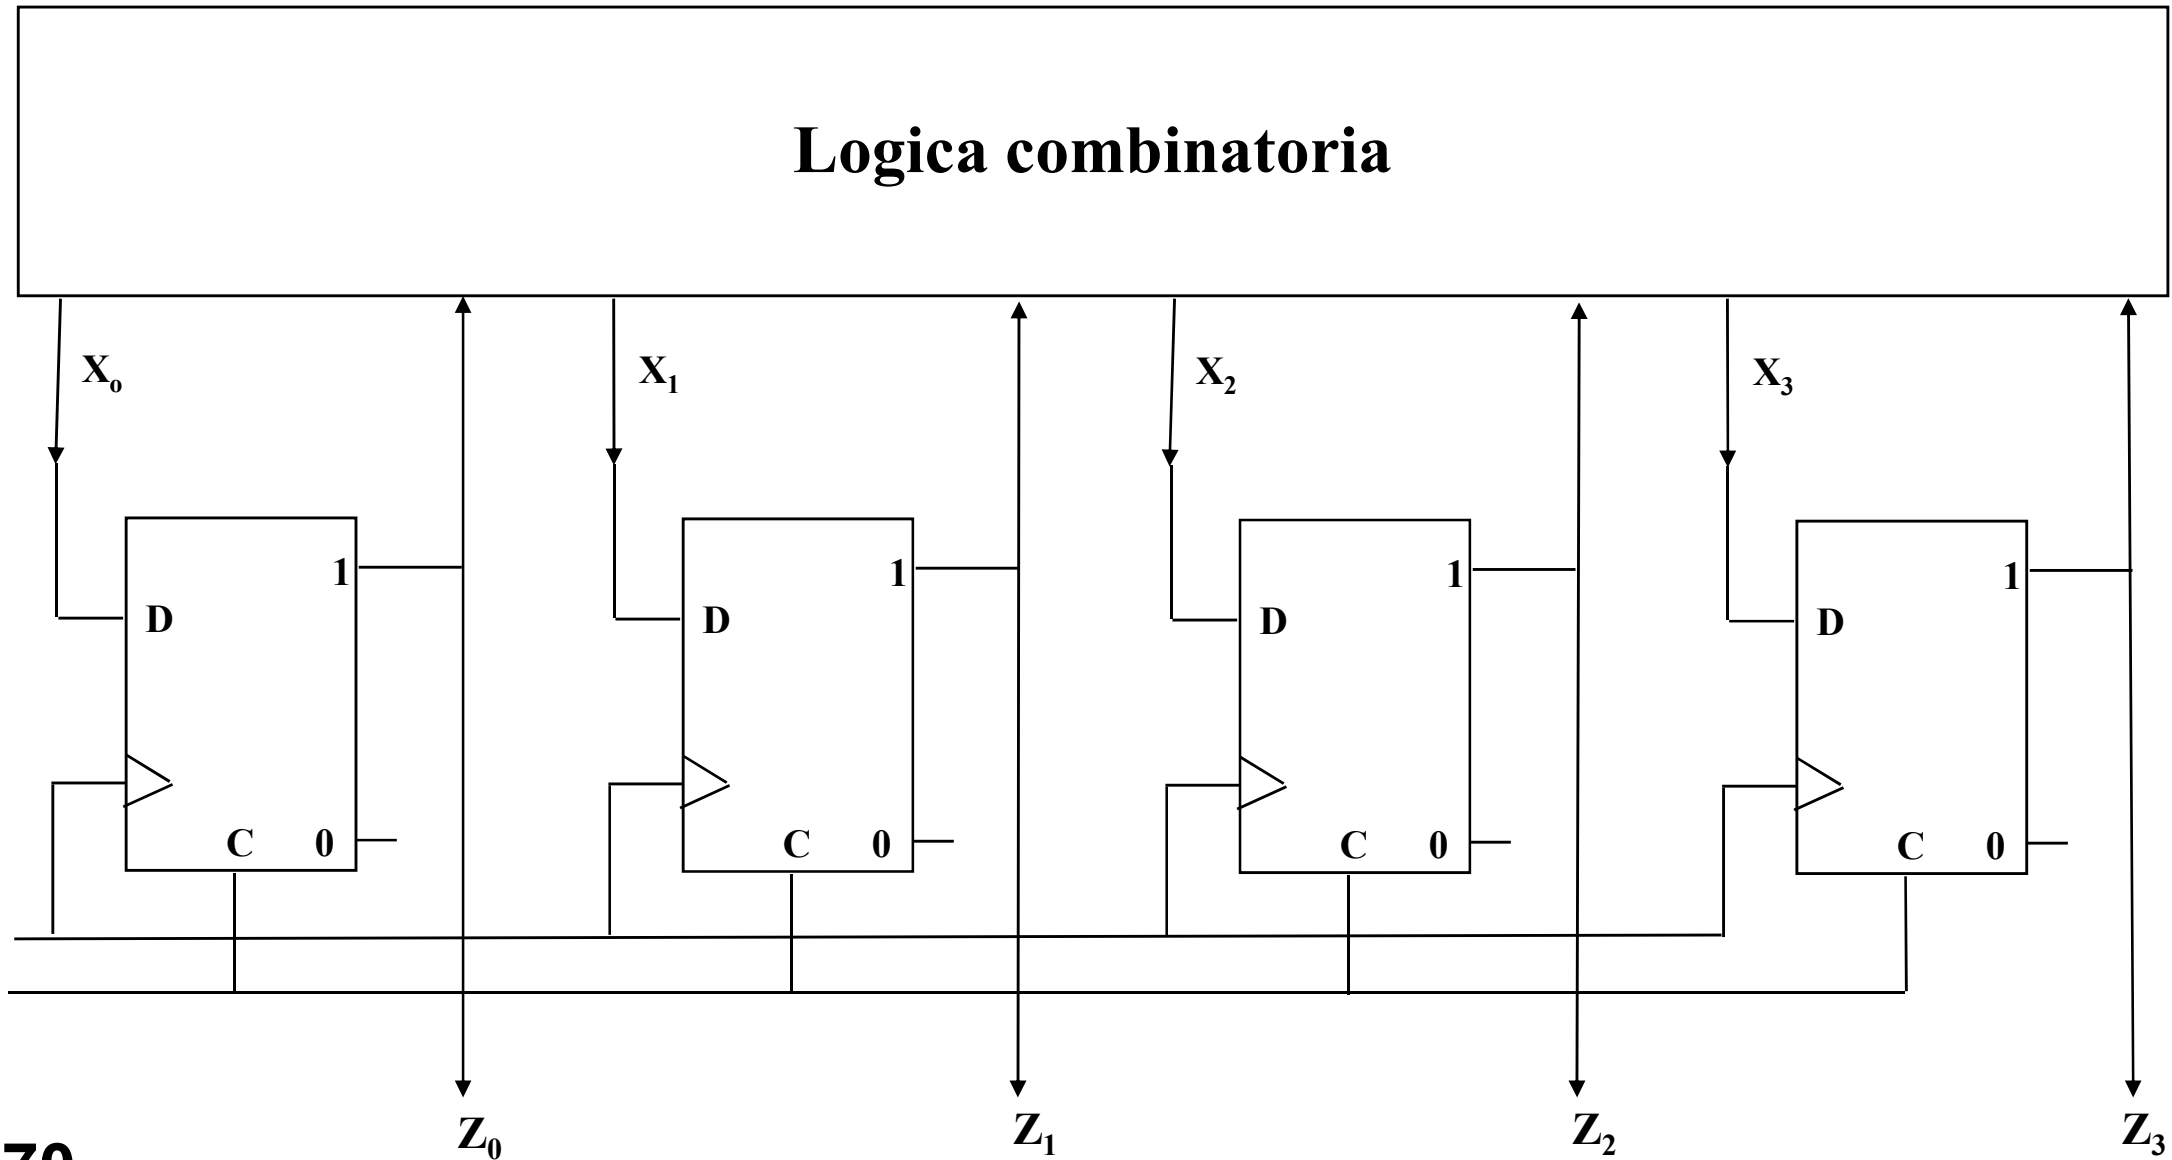 Logica combinatoria
Xo X1 X2 X3
1 1 1 1
D D D D
C 0 C 0 C 0 C 0
Z0 Z1 Z2 Z3